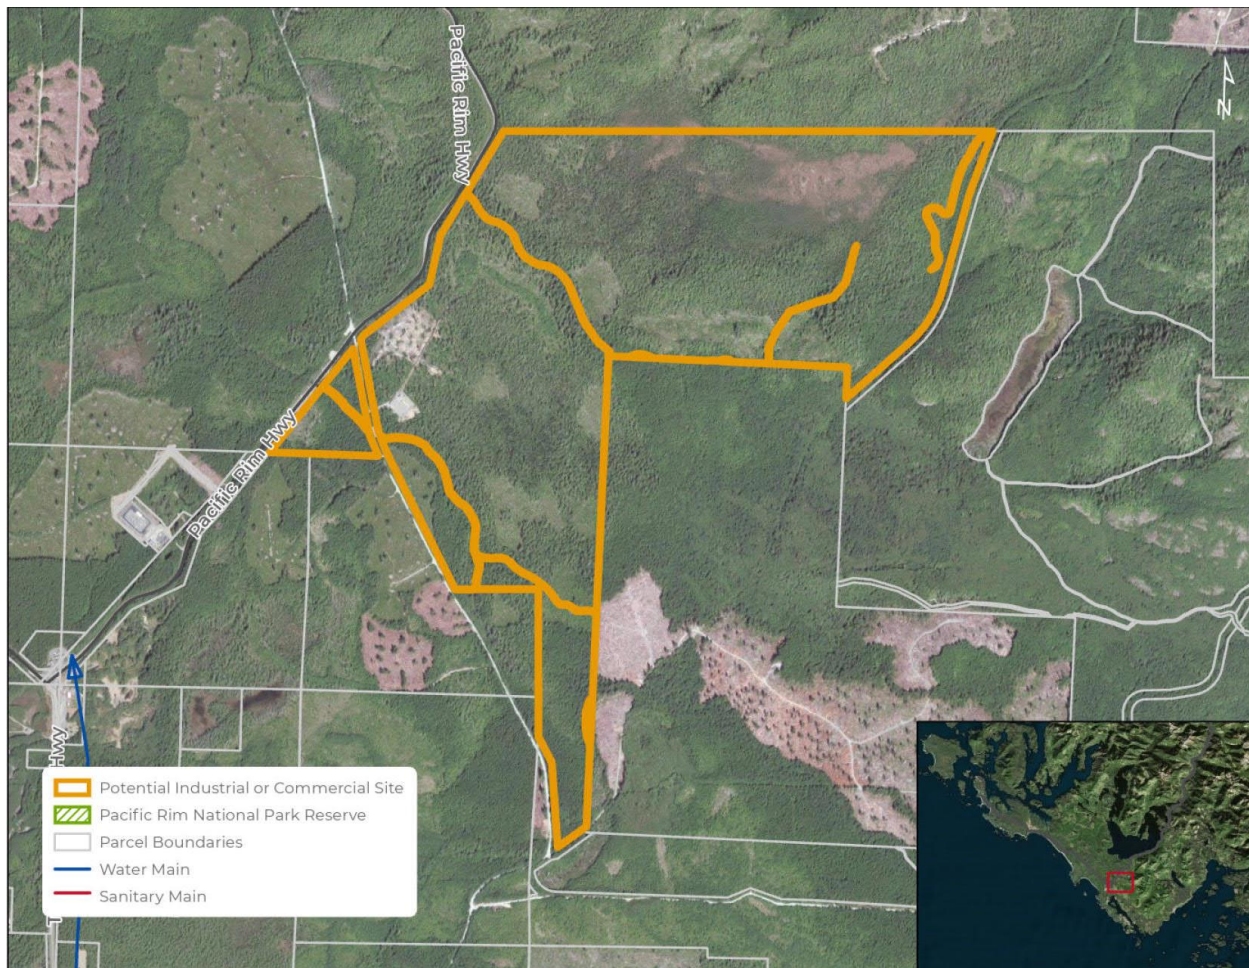 Pacific Rim Hwy
N
Pacific Rim Hwy
Hwy
Potential Industrial or Commercial Site
Pacific Rim National Park Reserve
Parcel Boundaries
Water Main
Sanitary Main